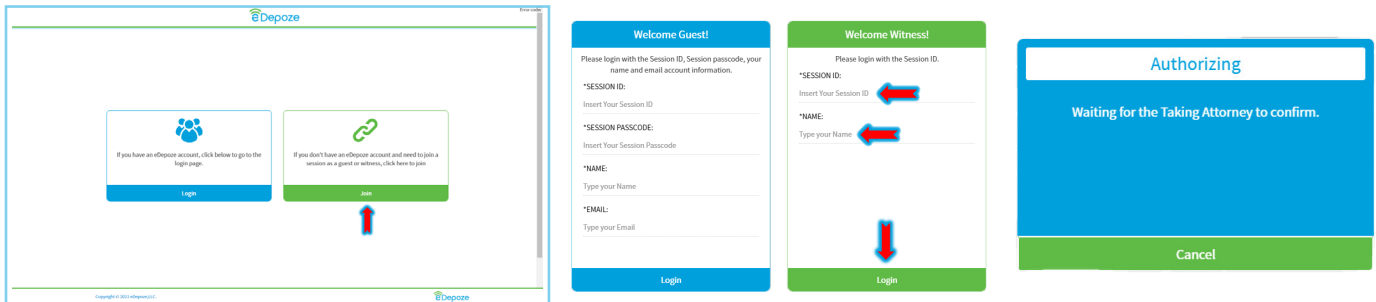 eDepoze
Error code:
If you have an eDepoze account, click below to go to the
login page.
Login
If you don't have an eDepoze account and need to join a
session as a guest or witness, click here to join
Join
Copyright © 2023 eDepoze,LLC.
eDepoze
Welcome Guest!
Please login with the Session ID, Session passcode, your
name and email account information.
*SESSION ID:
Insert Your Session ID
*SESSION PASSCODE:
Insert Your Session Passcode
*NAME:
Type your Name
*EMAIL:
Type your Email
Login
Welcome Witness!
Please login with the Session ID.
*SESSION ID:
Insert Your Session ID
*NAME:
Type your Name
Login
Authorizing
Waiting for the Taking Attorney to confirm.
Cancel